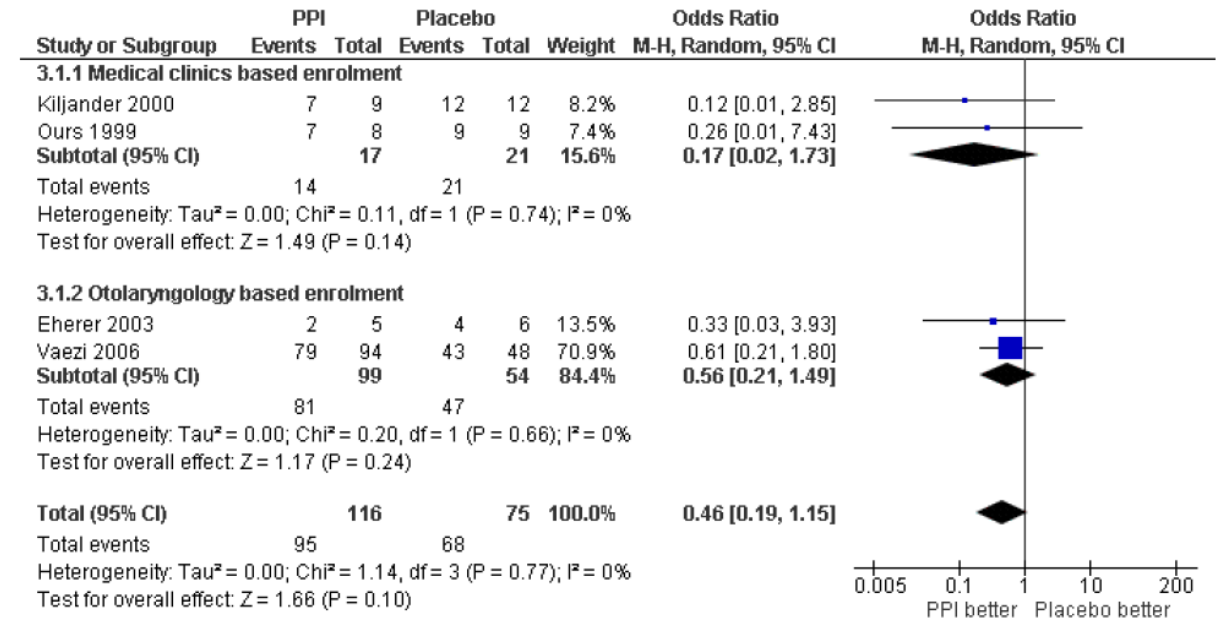 PPI Placebo Odds Ratio Odds Ratio
Study or Subgroup Events Total Events Total Weight M-H, Random, 95% CI M-H, Random, 95% CI
3.1.1 Medical clinics based enrolment
Kiljander 2000 7 9 12 12 8.2% 0.12 [0.01, 2.85]
Ours 1999 7 8 9 9 7.4% 0.26 [0.01, 7.43]
Subtotal (95% CI) 17 21 15.6% 0.17 [0.02, 1.73]
Total events 14 21
Heterogeneity: Tau² = 0.00; Chi² = 0.11, df = 1 (P = 0.74); I² = 0%
Test for overall effect: Z = 1.49 (P = 0.14)
3.1.2 Otolaryngology based enrolment
Eherer 2003 2 5 4 6 13.5% 0.33 [0.03, 3.93]
Vaezi 2006 79 94 43 48 70.9% 0.61 [0.21, 1.80]
Subtotal (95% CI) 99 54 84.4% 0.56 [0.21, 1.49]
Total events 81 47
Heterogeneity: Tau² = 0.00; Chi² = 0.20, df = 1 (P = 0.66); I² = 0%
Test for overall effect: Z = 1.17 (P = 0.24)
Total (95% CI) 116 75 100.0% 0.46 [0.19, 1.15]
Total events 95 68
Heterogeneity: Tau² = 0.00; Chi² = 1.14, df = 3 (P = 0.77); I² = 0%
Test for overall effect: Z = 1.66 (P = 0.10)
0.005 0.1 1 10 200
PPI better Placebo better